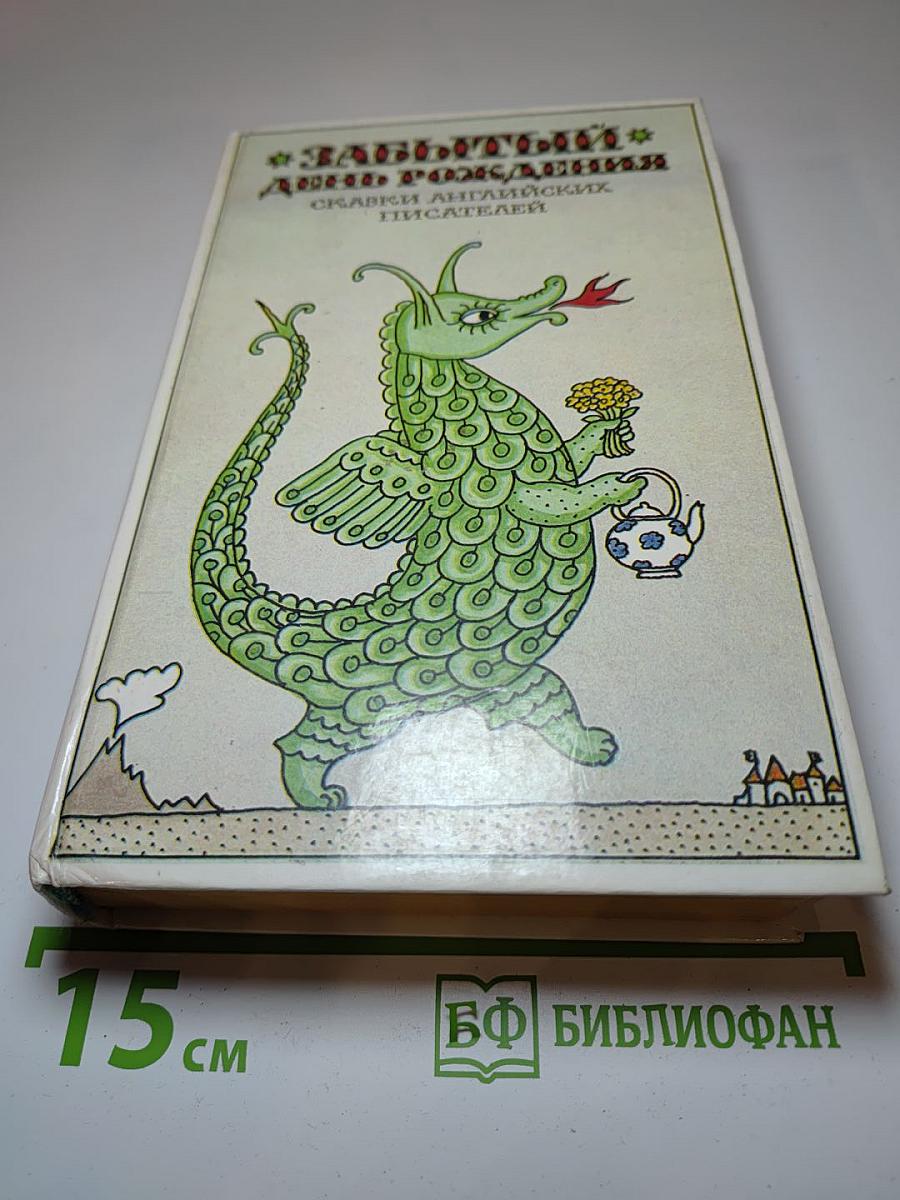 ЗАБЫТЫЙ
ДЕНЬ РОЖДЕНИЯ
СКАЗКИ АНГЛИЙСКИХ
ПИСАТЕЛЕЙ
15 см
БФ БИБЛИОФАН